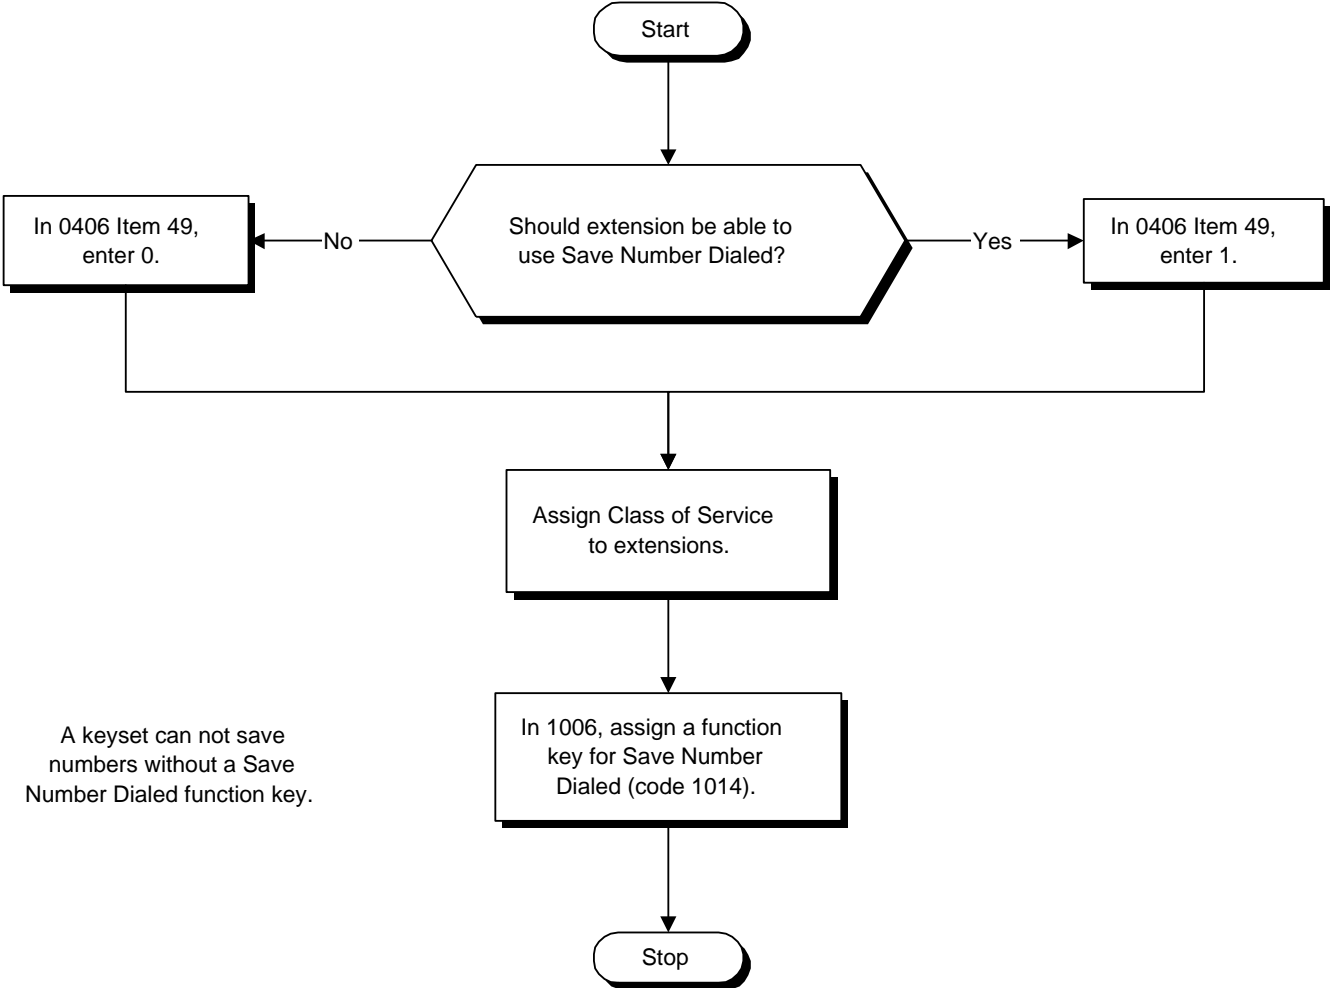 Start
Should extension be able to
use Save Number Dialed?
No
Yes
In 0406 Item 49,
enter 0.
In 0406 Item 49,
enter 1.
Assign Class of Service
to extensions.
In 1006, assign a function
key for Save Number
Dialed (code 1014).
A keyset can not save
numbers without a Save
Number Dialed function key.
Stop